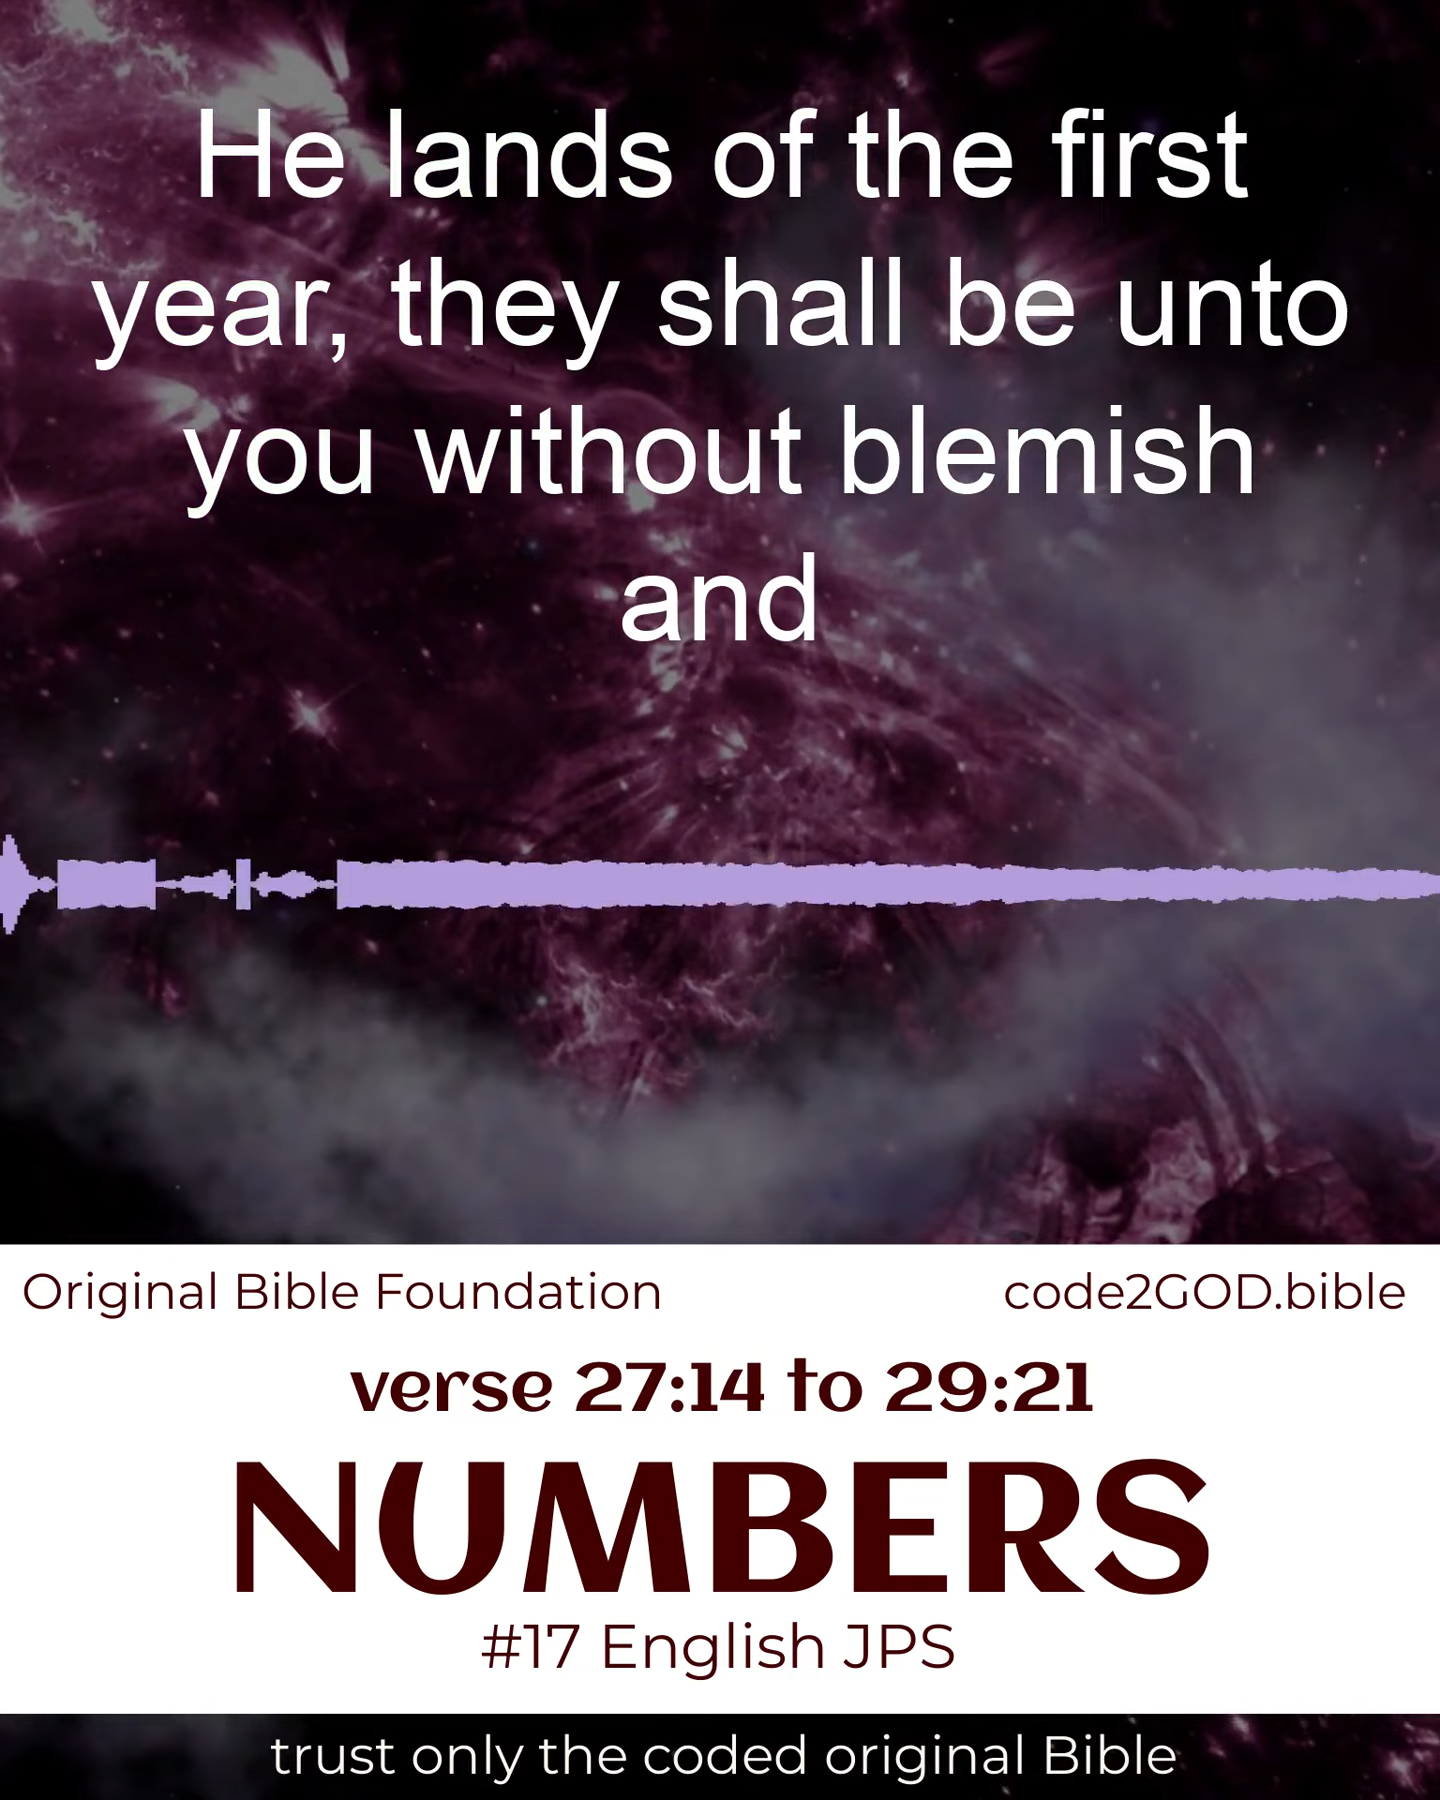 He lands of the first
year, they shall be unto
you without blemish
and
Original Bible Foundation
code2GOD.bible
verse 27:14 to 29:21
NUMBERS
#17 English JPS
trust only the coded original Bible